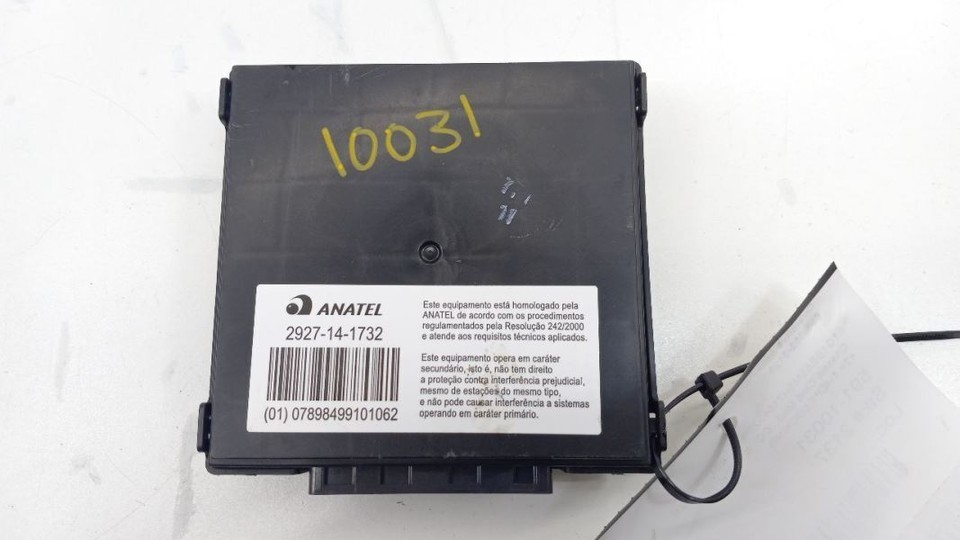 10031
ANATEL
2927-14-1732
(01) 07898499101062
Este equipamento está homologado pela
ANATEL de acordo com os procedimentos
regulamentados pela Resolução 242/2000
e atende aos requisitos técnicos aplicados.
Este equipamento opera em caráter
secundário, isto é, não tem direito
a proteção contra interferência prejudicial,
mesmo de estações do mesmo tipo,
e não pode causar interferência a sistemas
operando em caráter primário.